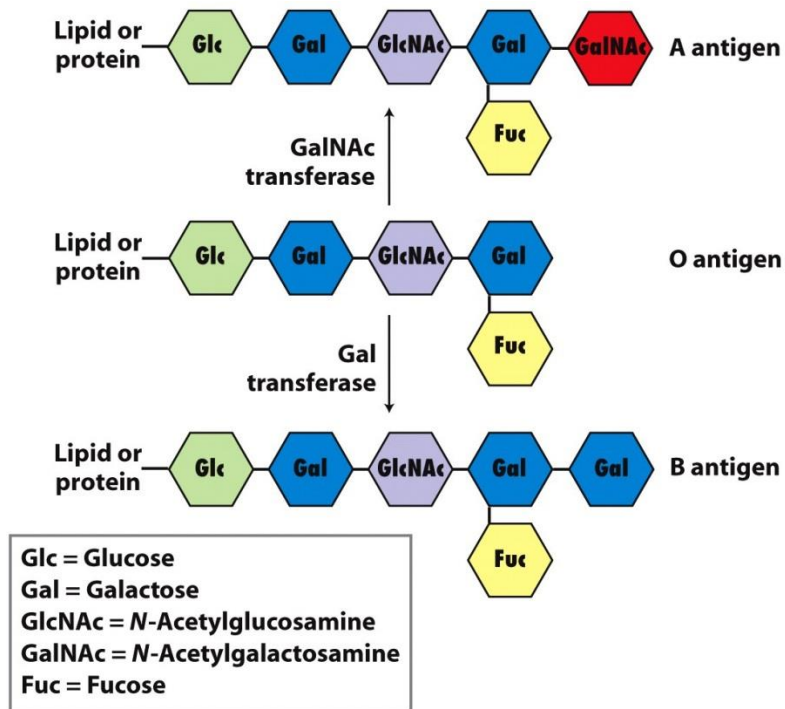 Lipid or
protein
Glc
Gal
GlcNAc
Gal
GalNAc
A antigen
Fuc
GalNAc
transferase
Lipid or
protein
Glc
Gal
GlcNAc
Gal
O antigen
Fuc
Gal
transferase
Lipid or
protein
Glc
Gal
GlcNAc
Gal
Gal
B antigen
Fuc
Glc = Glucose
Gal = Galactose
GlcNAc = N-Acetylglucosamine
GalNAc = N-Acetylgalactosamine
Fuc = Fucose